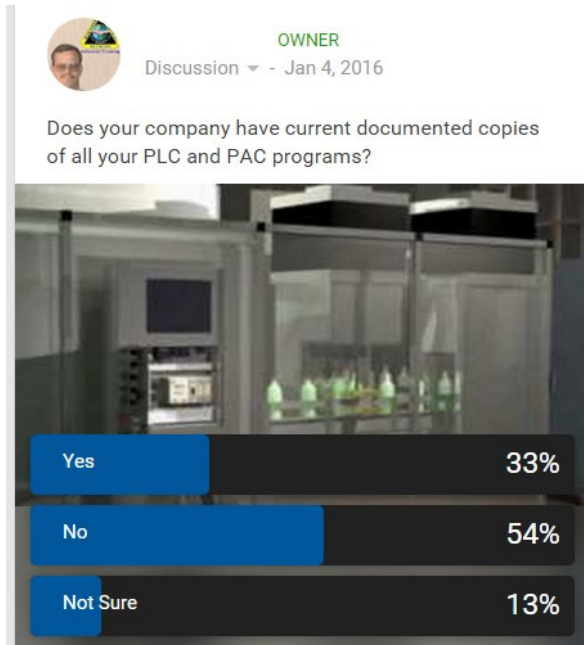 OWNER
Discussion - Jan 4, 2016
Does your company have current documented copies
of all your PLC and PAC programs?
Yes 33%
No 54%
Not Sure 13%